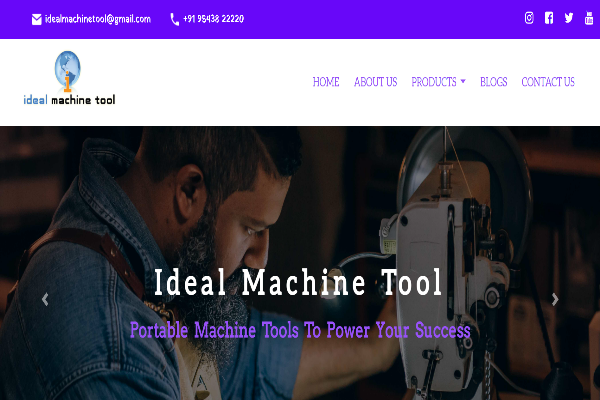 idealmachinetool@gmail.com +91 95438 22220
ideal machine tool
HOME ABOUT US PRODUCTS BLOGS CONTACT US
Ideal Machine Tool
Portable Machine Tools To Power Your Success